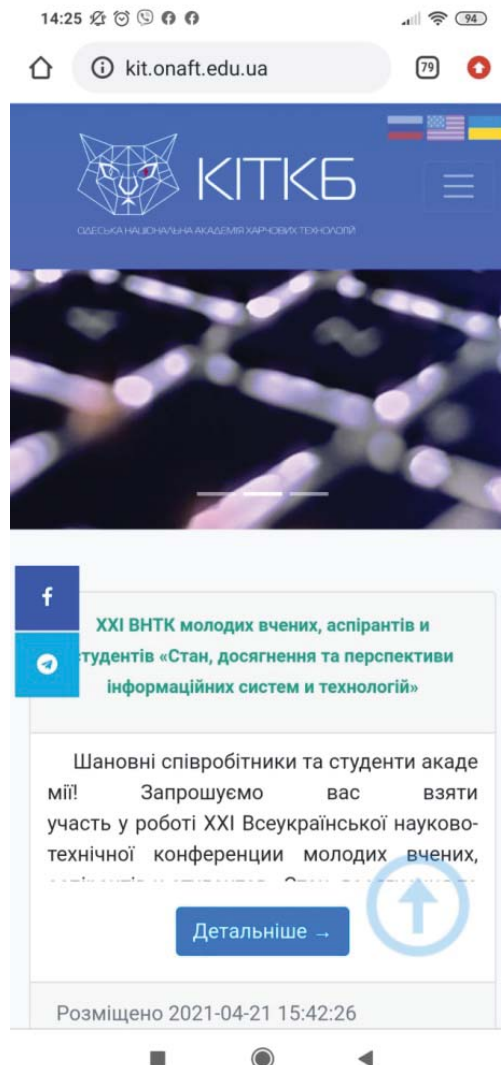 14:25
94
kit.onaft.edu.ua
79
КІТКБ
ОДЕСЬКА НАЦІОНАЛЬНА АКАДЕМІЯ ХАРЧОВИХ ТЕХНОЛОГІЙ
f
XXI ВНТК молодих вчених, аспірантів и
студентів «Стан, досягнення та перспективи
інформаційних систем и технологій»
Шановні співробітники та студенти акаде
мії! Запрошуємо вас взяти
участь у роботі XXI Всеукраїнської науково-
технічної конференции молодих вчених,
Детальніше →
Розміщено 2021-04-21 15:42:26